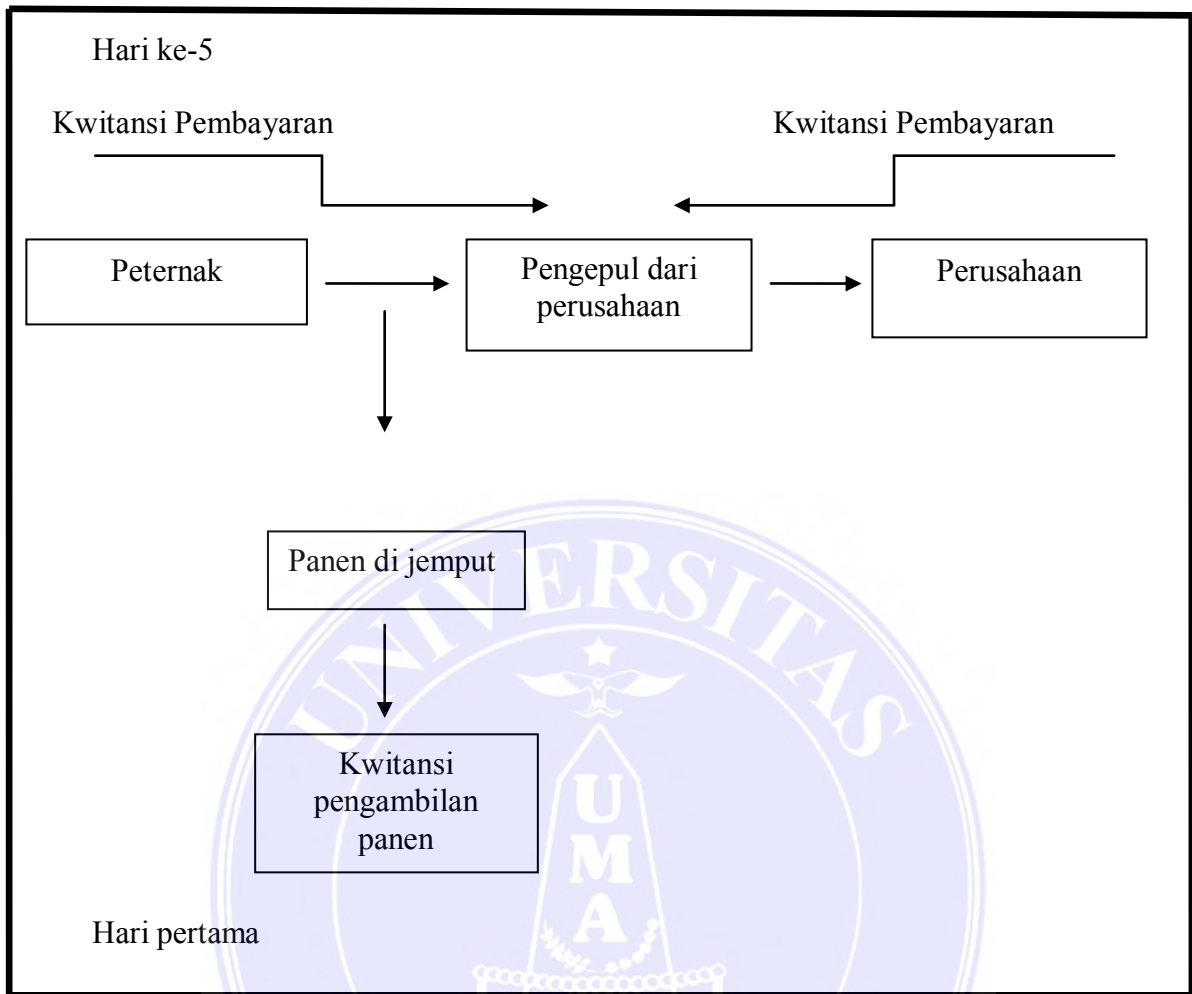 Hari ke-5
Kwitansi Pembayaran
Kwitansi Pembayaran
Peternak
Pengepul dari
perusahaan
Perusahaan
Panen di jemput
Kwitansi
pengambilan
panen
Hari pertama
UNIVERSITAS
U
M
A